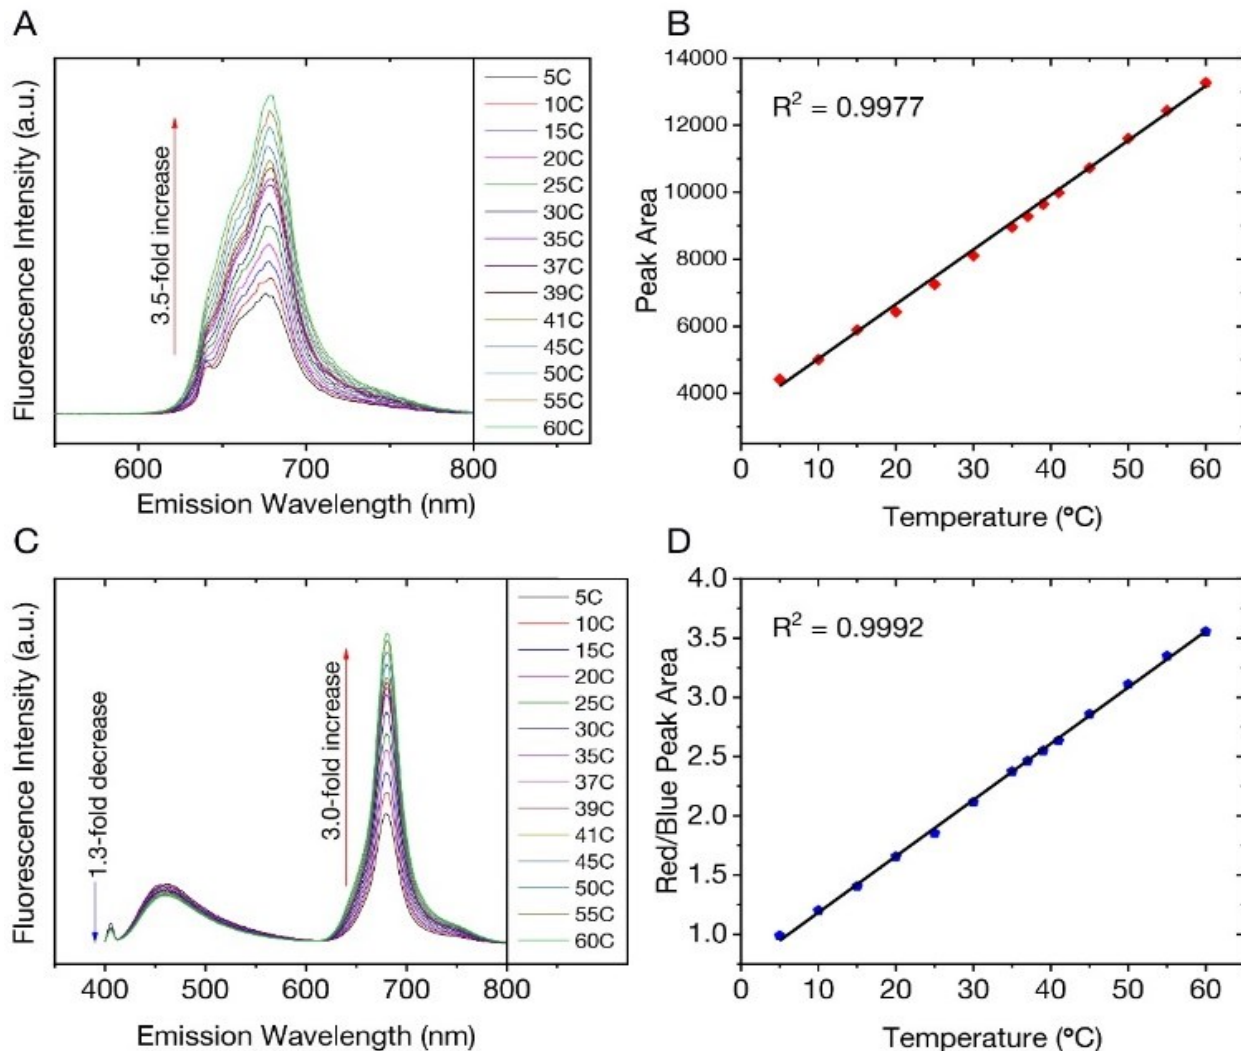 A
Fluorescence Intensity (a.u.)
3.5-fold increase
5C
10C
15C
20C
25C
30C
35C
37C
39C
41C
45C
50C
55C
60C
600 700 800
Emission Wavelength (nm)
B
Peak Area
14000
12000
10000
8000
6000
4000
R² = 0.9977
0 10 20 30 40 50 60
Temperature (°C)
C
Fluorescence Intensity (a.u.)
1.3-fold decrease
3.0-fold increase
5C
10C
15C
20C
25C
30C
35C
37C
39C
41C
45C
50C
55C
60C
400 500 600 700 800
Emission Wavelength (nm)
D
Red/Blue Peak Area
4.0
3.5
3.0
2.5
2.0
1.5
1.0
R² = 0.9992
0 10 20 30 40 50 60
Temperature (°C)